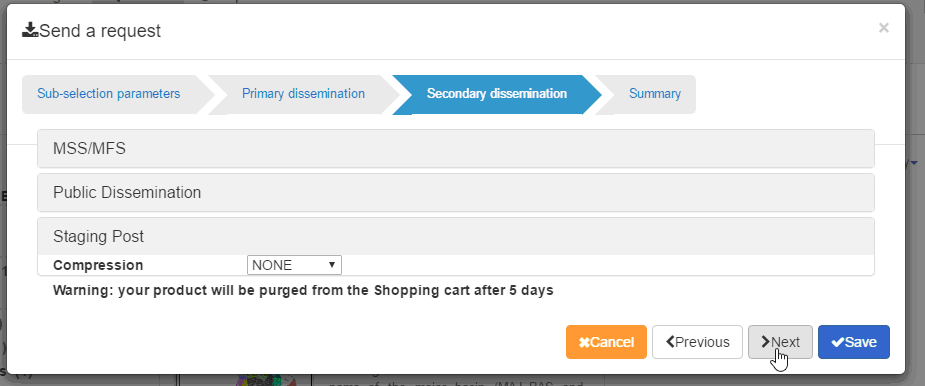 Send a request
×
Sub-selection parameters
Primary dissemination
Secondary dissemination
Summary
MSS/MFS
Public Dissemination
Staging Post
Compression NONE
Warning: your product will be purged from the Shopping cart after 5 days
Cancel Previous Next Save